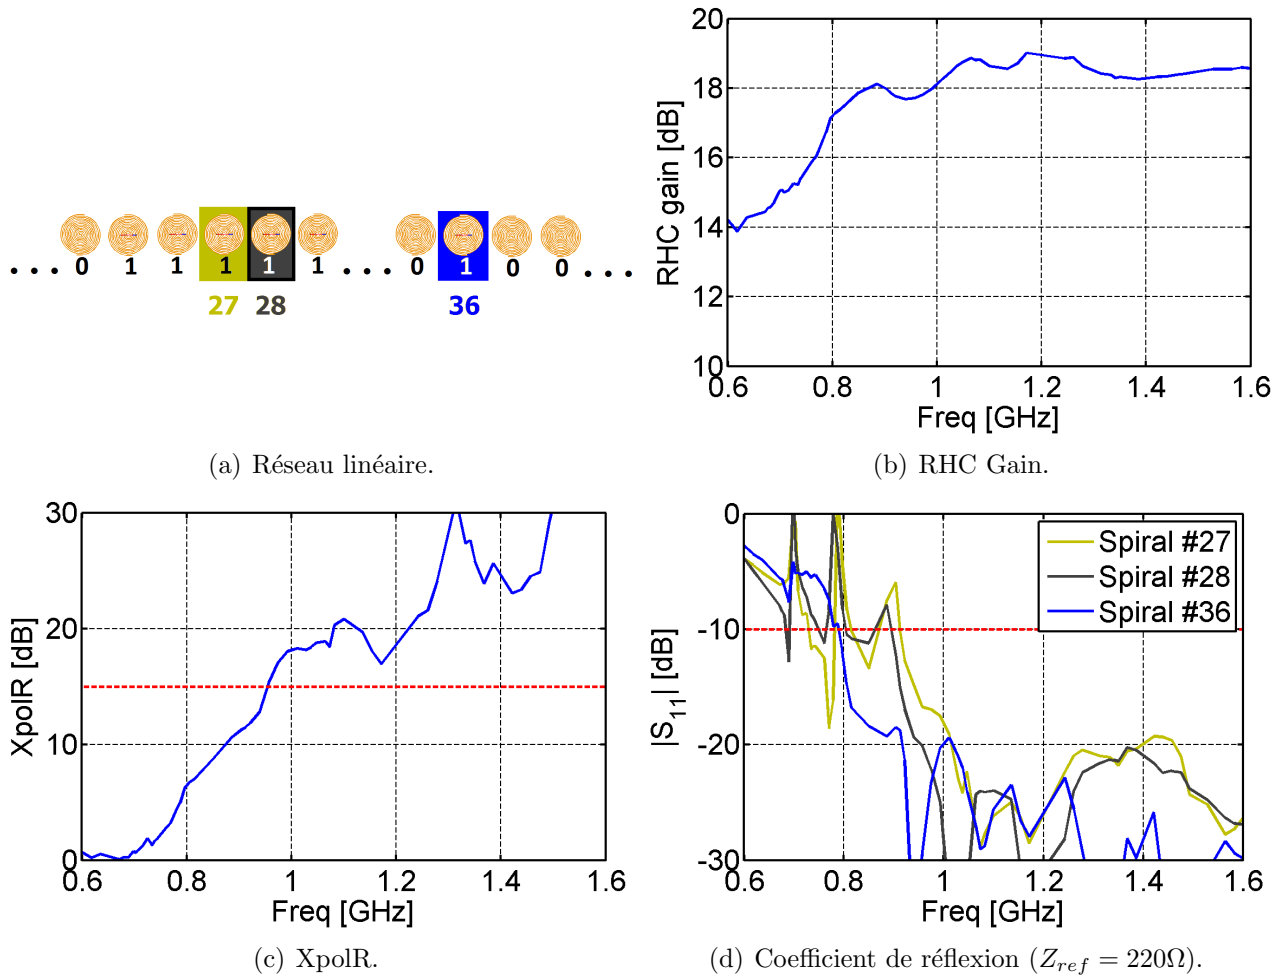 . . . 0 1 1 1 1 1 . . . 0 1 0 0 . . .
27 28 36
(a) Réseau linéaire.
20
18
16
14
12
10
RHC gain [dB]
0.6 0.8 1 1.2 1.4 1.6
Freq [GHz]
(b) RHC Gain.
30
20
10
0
XpolR [dB]
0.6 0.8 1 1.2 1.4 1.6
Freq [GHz]
(c) XpolR.
0
-10
-20
-30
|S11| [dB]
Spiral #27
Spiral #28
Spiral #36
0.6 0.8 1 1.2 1.4 1.6
Freq [GHz]
(d) Coefficient de réflexion (Zref = 220Ω).